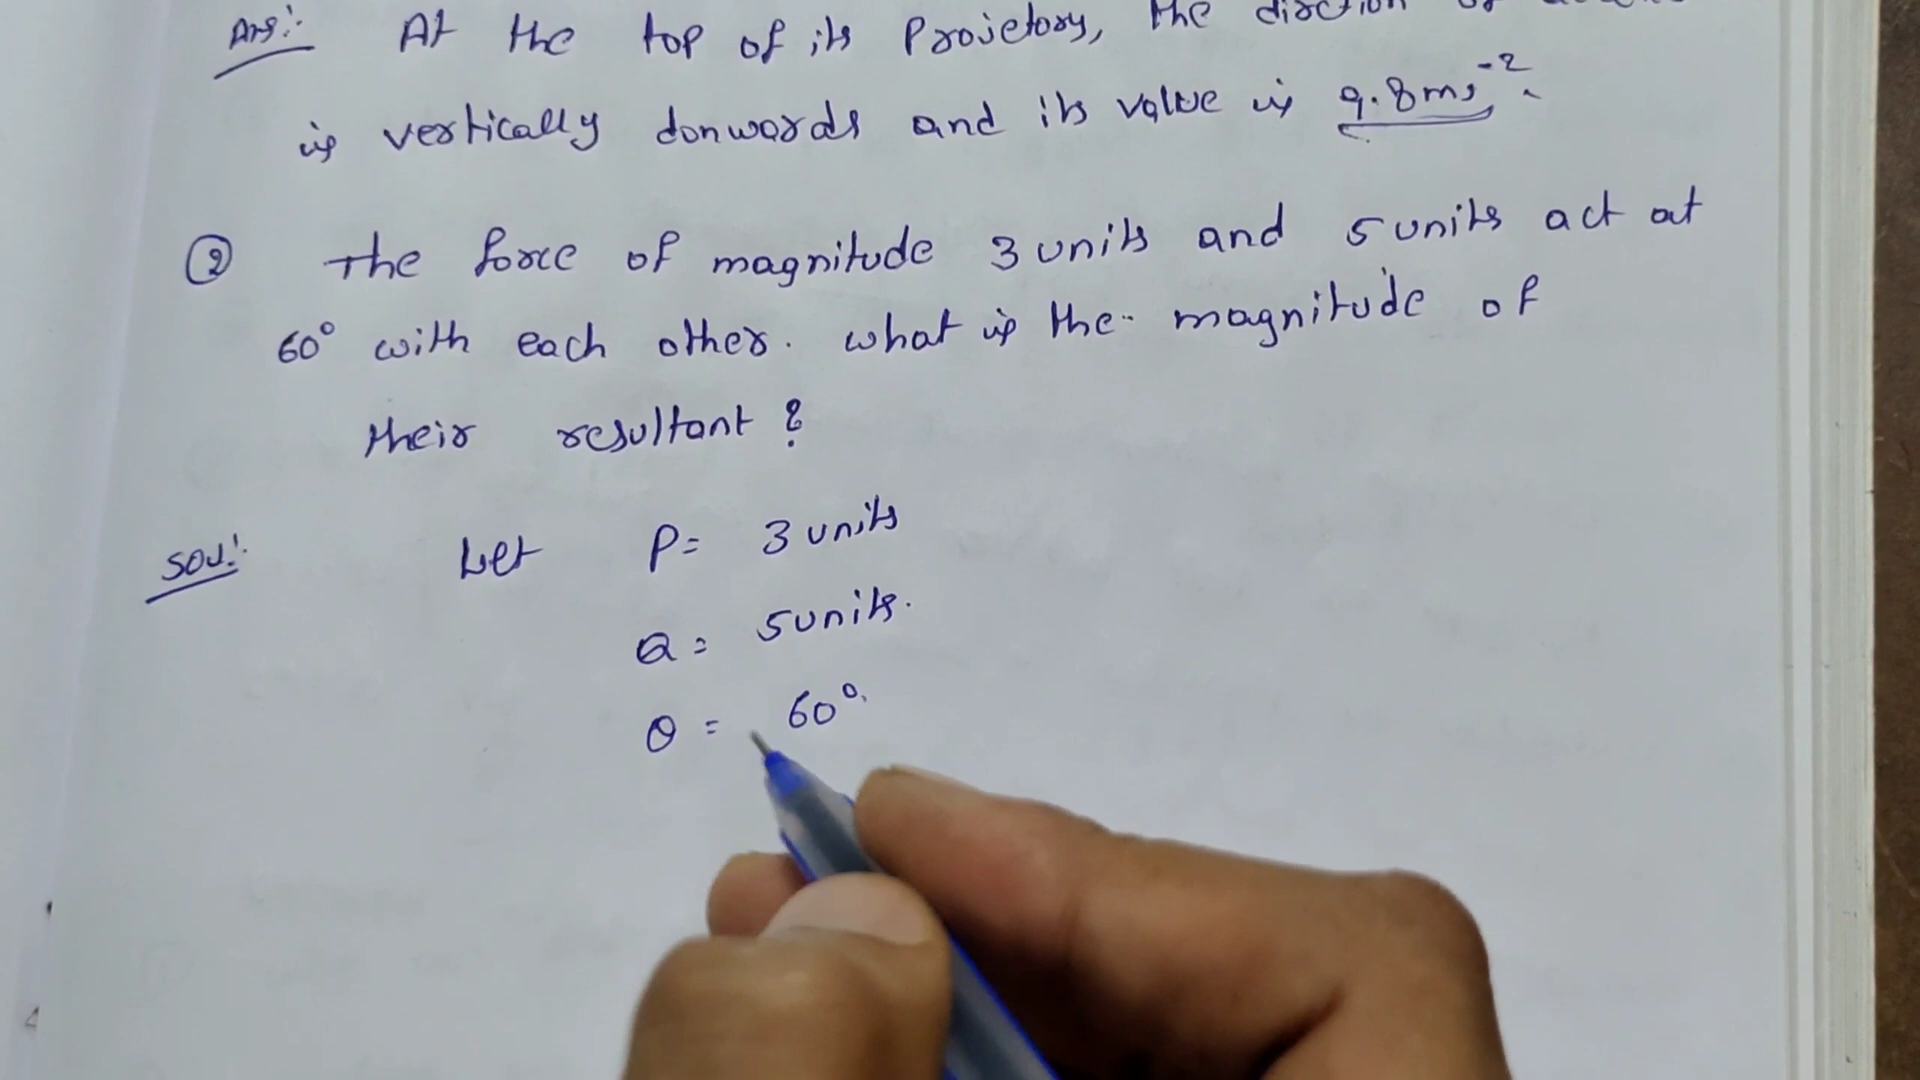 Ans:- At the top of its Projectory, the
is vertically donwards and its value is 9.8ms-2.
② The force of magnitude 3 units and 5 units act at
60° with each other. what is the magnitude of
their resultant?
Sol:- Let P= 3 units
Q= 5 units.
θ = 60°.